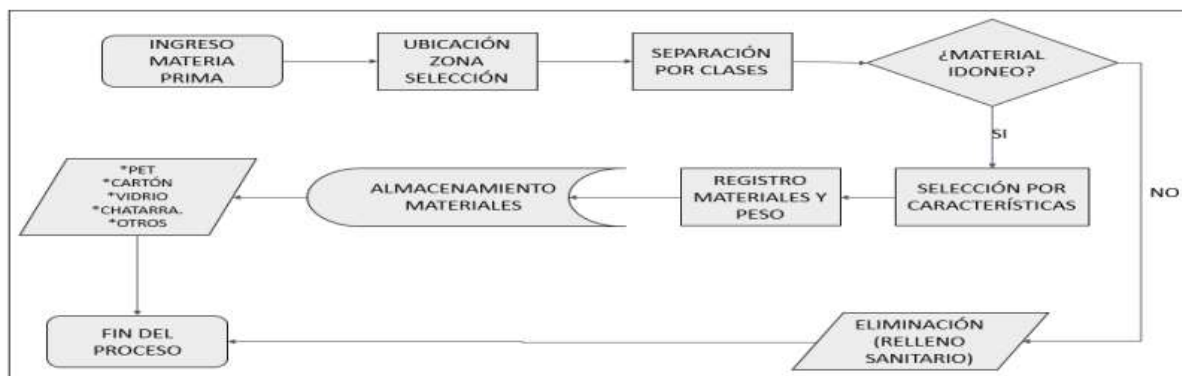 INGRESO
MATERIA
PRIMA
UBICACIÓN
ZONA
SELECCIÓN
SEPARACIÓN
POR CLASES
¿MATERIAL
IDONEO?
SI
NO
SELECCIÓN POR
CARACTERÍSTICAS
REGISTRO
MATERIALES Y
PESO
ALMACENAMIENTO
MATERIALES
*PET
*CARTÓN
*VIDRIO
*CHATARRA.
*OTROS
ELIMINACIÓN
(RELLENO
SANITARIO)
FIN DEL
PROCESO